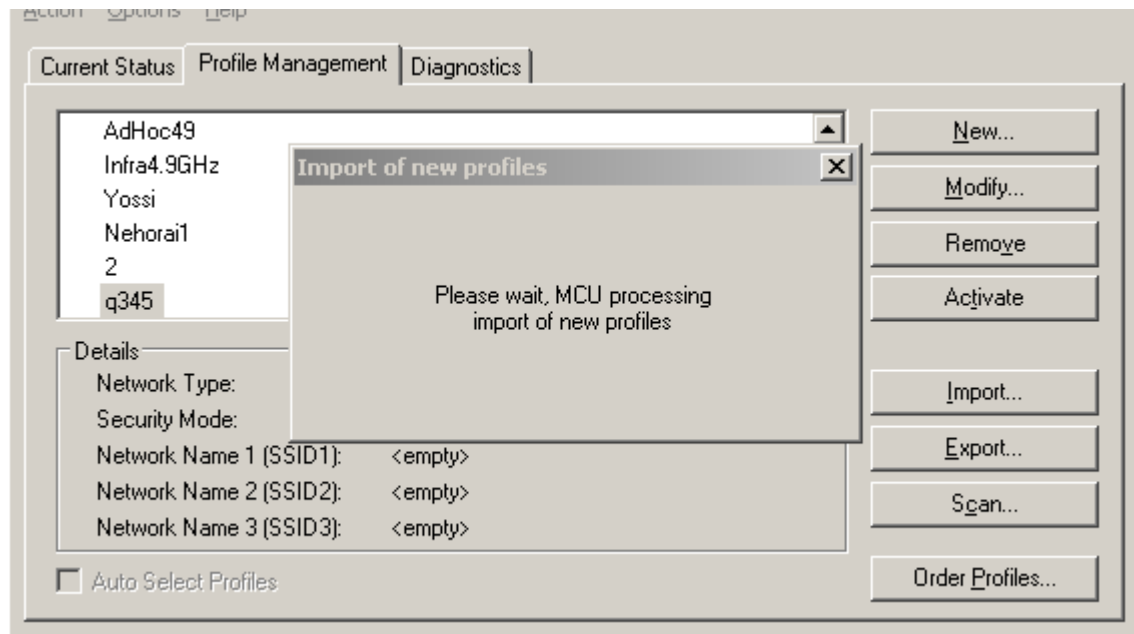 Action Options Help
Current Status Profile Management Diagnostics
AdHoc49
Infra4.9GHz
Yossi
Nehorai1
2
q345
Import of new profiles
Please wait, MCU processing
import of new profiles
New...
Modify...
Remove
Activate
Import...
Export...
Scan...
Order Profiles...
Details
Network Type:
Security Mode:
Network Name 1 (SSID1): <empty>
Network Name 2 (SSID2): <empty>
Network Name 3 (SSID3): <empty>
Auto Select Profiles